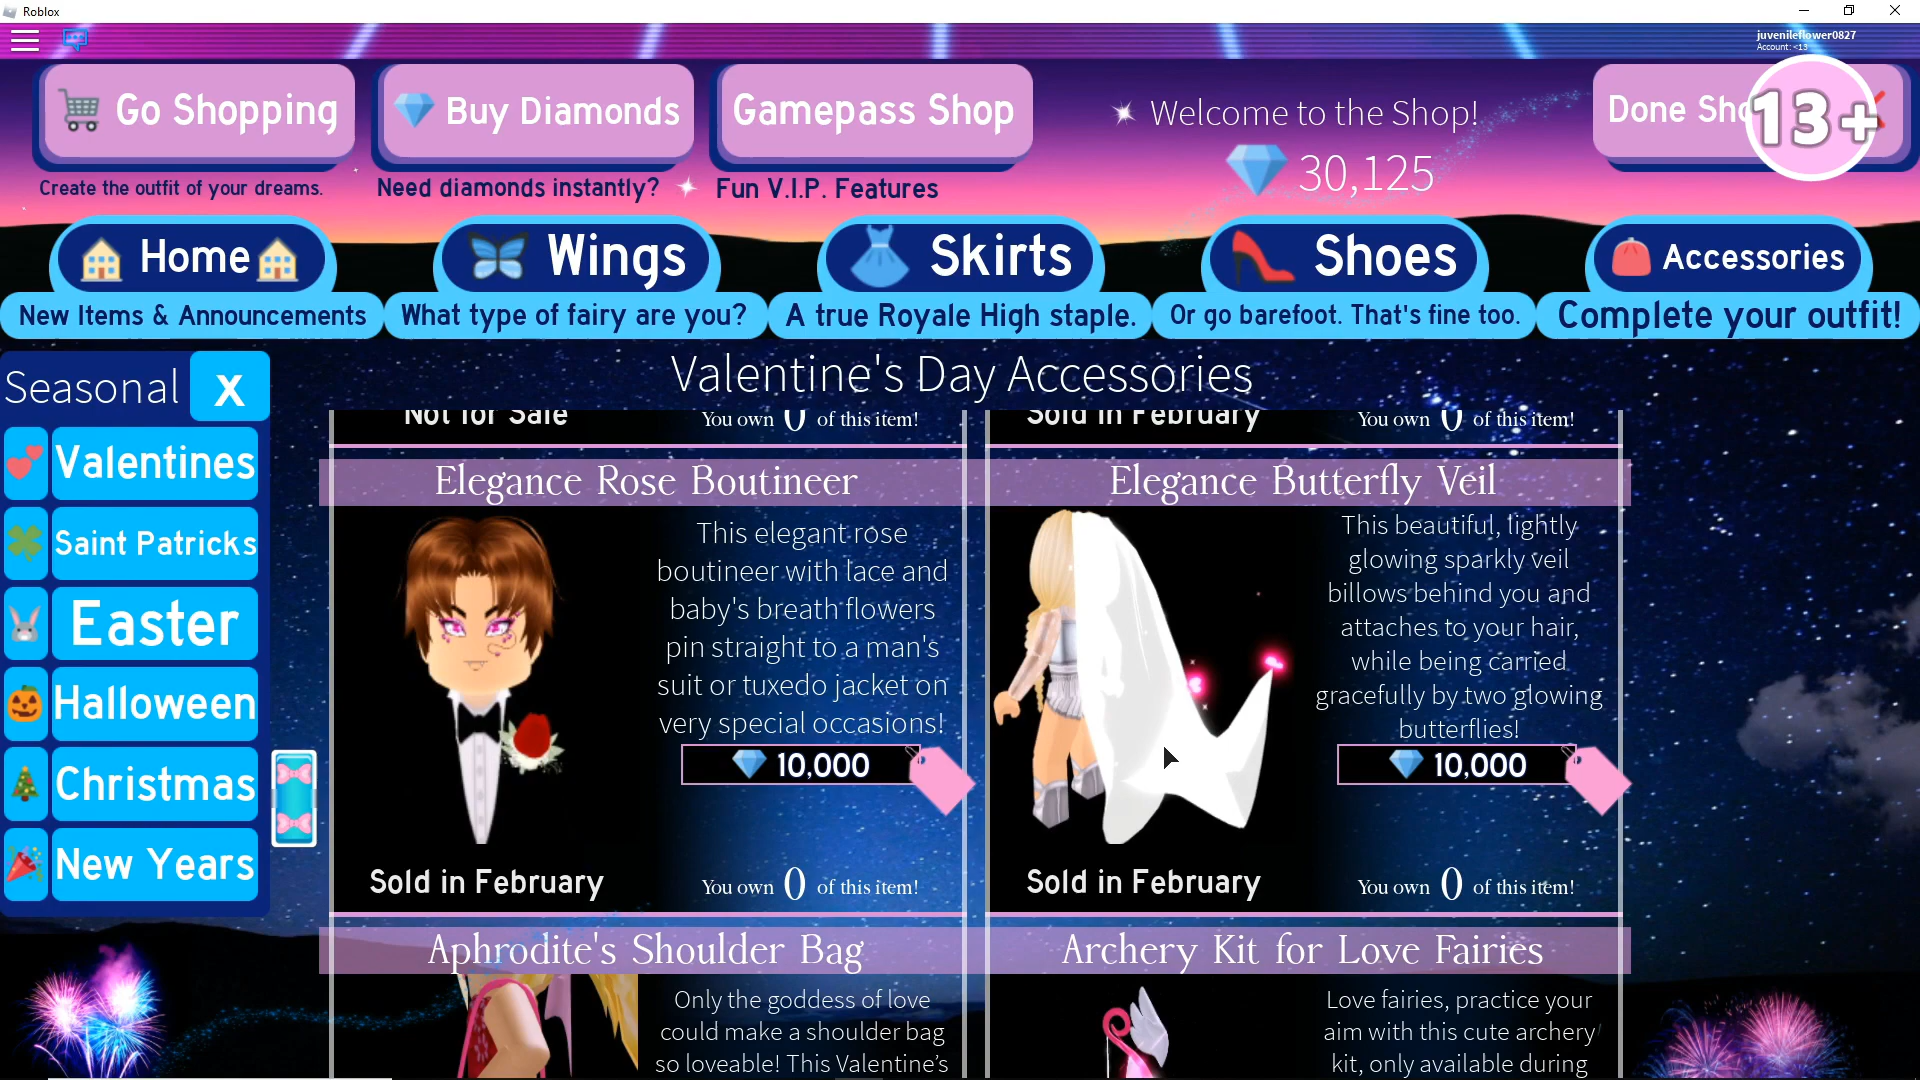 Roblox
juvenileflower0827
Account: <13
Go Shopping
Buy Diamonds
Gamepass Shop
Welcome to the Shop!
Done Sho
13+
30,125
Create the outfit of your dreams.
Need diamonds instantly?
Fun V.I.P. Features
Home
Wings
Skirts
Shoes
Accessories
New Items & Announcements
What type of fairy are you?
A true Royale High staple.
Or go barefoot. That's fine too.
Complete your outfit!
Seasonal
X
Valentines
Saint Patricks
Easter
Halloween
Christmas
New Years
Valentine's Day Accessories
Not for Sale
You own 0 of this item!
Sold in February
You own 0 of this item!
Elegance Rose Boutineer
This elegant rose
boutineer with lace and
baby's breath flowers
pin straight to a man's
suit or tuxedo jacket on
very special occasions!
10,000
Sold in February
You own 0 of this item!
Elegance Butterfly Veil
This beautiful, lightly
glowing sparkly veil
billows behind you and
attaches to your hair,
while being carried
gracefully by two glowing
butterflies!
10,000
Sold in February
You own 0 of this item!
Aphrodite's Shoulder Bag
Only the goddess of love
could make a shoulder bag
so loveable! This Valentine's
Archery Kit for Love Fairies
Love fairies, practice your
aim with this cute archery
kit, only available during